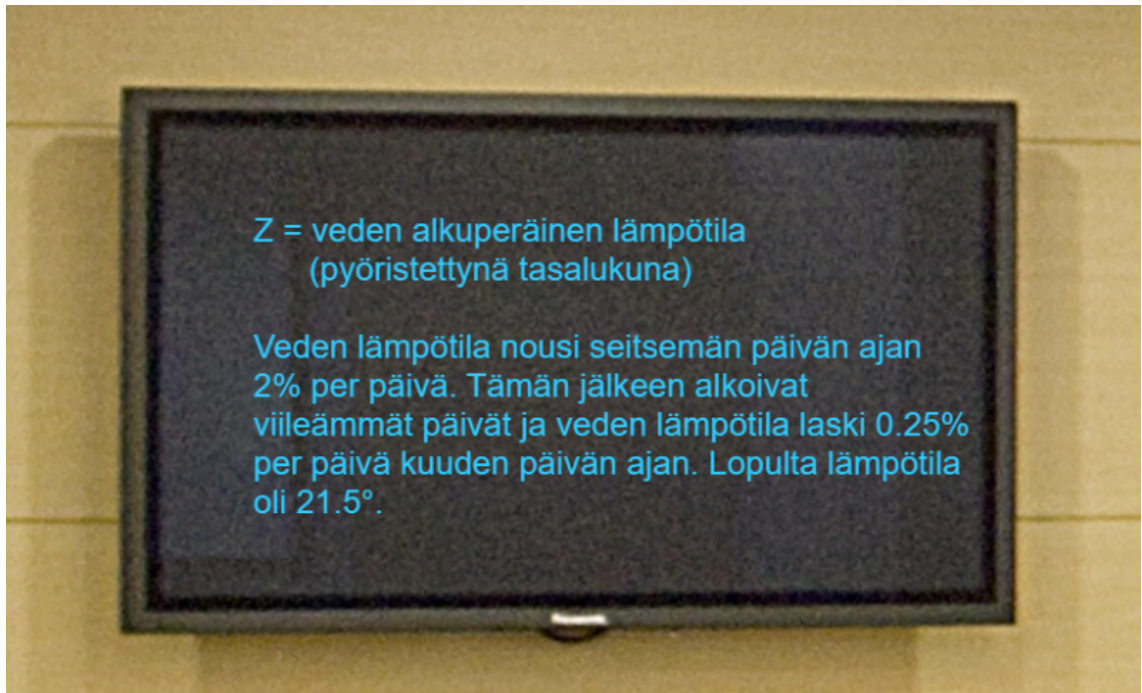 Z = veden alkuperäinen lämpötila
(pyöristettynä tasalukuna)
Veden lämpötila nousi seitsemän päivän ajan
2% per päivä. Tämän jälkeen alkoivat
viileämmät päivät ja veden lämpötila laski 0.25%
per päivä kuuden päivän ajan. Lopulta lämpötila
oli 21.5°.